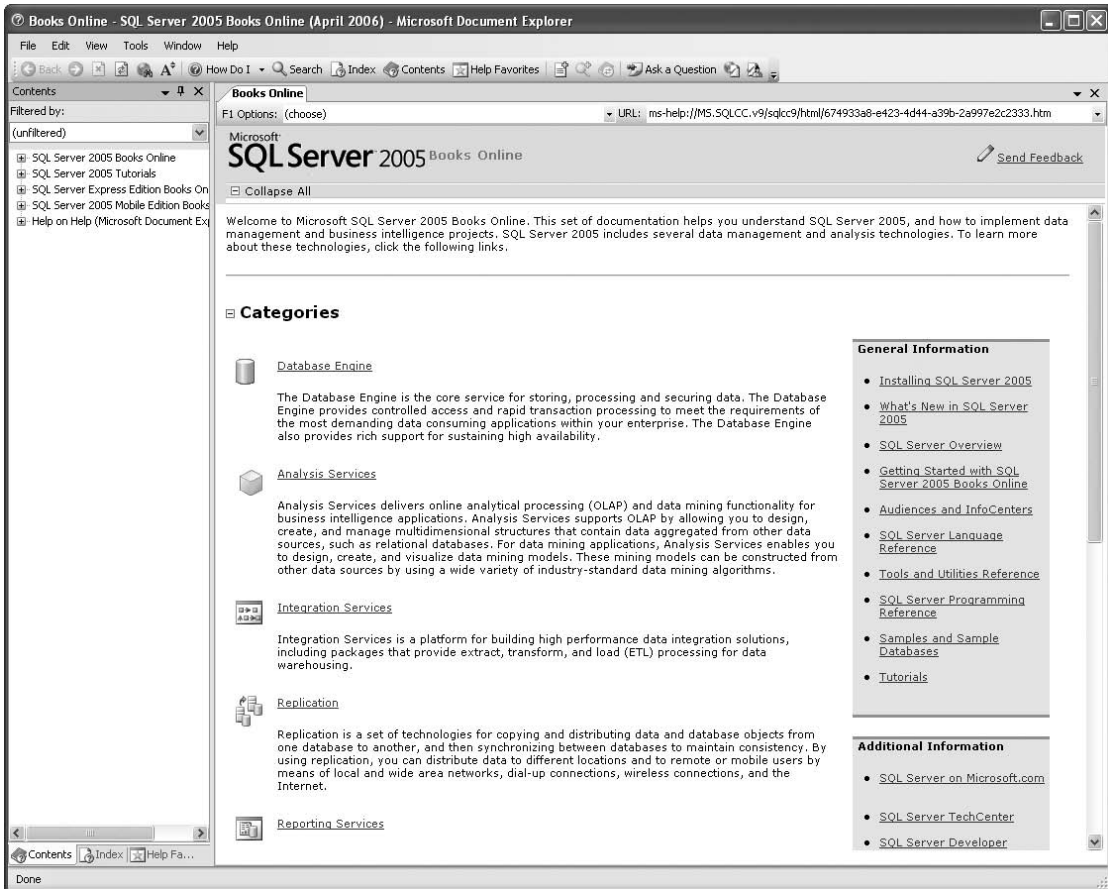 Books Online - SQL Server 2005 Books Online (April 2006) - Microsoft Document Explorer
File Edit View Tools Window Help
Back How Do I Search Index Contents Help Favorites Ask a Question
Contents
Filtered by:
(unfiltered)
SQL Server 2005 Books Online
SQL Server 2005 Tutorials
SQL Server Express Edition Books On
SQL Server 2005 Mobile Edition Books
Help on Help (Microsoft Document Exp
Contents Index Help Fa...
Books Online
F1 Options: (choose) URL: ms-help://MS.SQLCC.v9/sqlcc9/html/674933a8-e423-4d44-a39b-2a997e2c2333.htm
Microsoft
SQL Server 2005 Books Online
Send Feedback
Collapse All
Welcome to Microsoft SQL Server 2005 Books Online. This set of documentation helps you understand SQL Server 2005, and how to implement data
management and business intelligence projects. SQL Server 2005 includes several data management and analysis technologies. To learn more
about these technologies, click the following links.
Categories
Database Engine
The Database Engine is the core service for storing, processing and securing data. The Database
Engine provides controlled access and rapid transaction processing to meet the requirements of
the most demanding data consuming applications within your enterprise. The Database Engine
also provides rich support for sustaining high availability.
Analysis Services
Analysis Services delivers online analytical processing (OLAP) and data mining functionality for
business intelligence applications. Analysis Services supports OLAP by allowing you to design,
create, and manage multidimensional structures that contain data aggregated from other data
sources, such as relational databases. For data mining applications, Analysis Services enables you
to design, create, and visualize data mining models. These mining models can be constructed from
other data sources by using a wide variety of industry-standard data mining algorithms.
Integration Services
Integration Services is a platform for building high performance data integration solutions,
including packages that provide extract, transform, and load (ETL) processing for data
warehousing.
Replication
Replication is a set of technologies for copying and distributing data and database objects from
one database to another, and then synchronizing between databases to maintain consistency. By
using replication, you can distribute data to different locations and to remote or mobile users by
means of local and wide area networks, dial-up connections, wireless connections, and the
Internet.
Reporting Services
General Information
Installing SQL Server 2005
What's New in SQL Server
2005
SQL Server Overview
Getting Started with SQL
Server 2005 Books Online
Audiences and InfoCenters
SQL Server Language
Reference
Tools and Utilities Reference
SQL Server Programming
Reference
Samples and Sample
Databases
Tutorials
Additional Information
SQL Server on Microsoft.com
SQL Server TechCenter
SQL Server Developer
Done